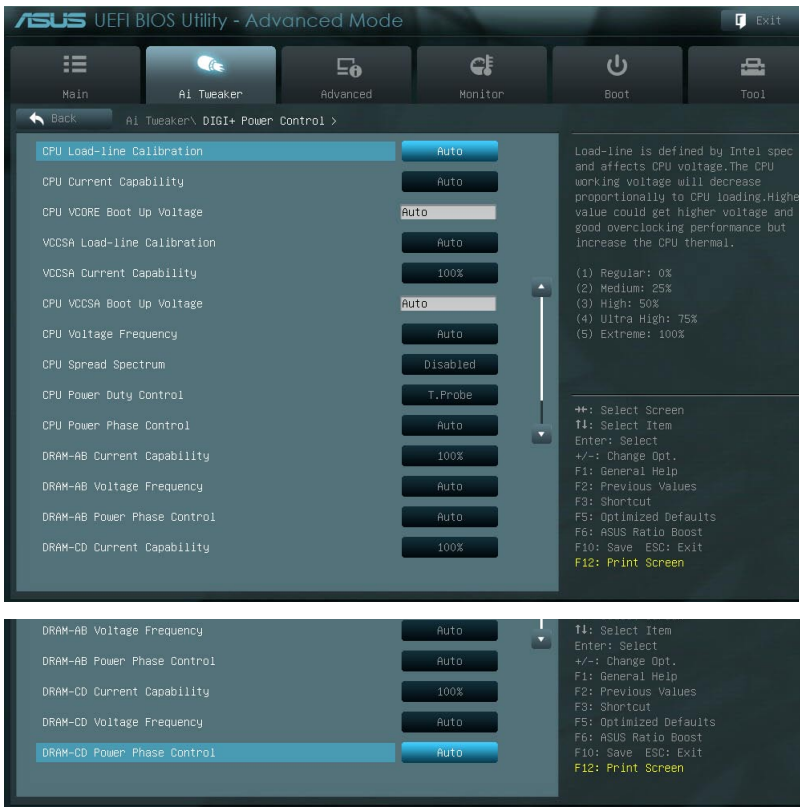 ASUS UEFI BIOS Utility - Advanced Mode
Exit
Main
Ai Tweaker
Advanced
Monitor
Boot
Tool
Back
Ai Tweaker\ DIGI+ Power Control >
CPU Load-line Calibration Auto
CPU Current Capability Auto
CPU VCORE Boot Up Voltage Auto
VCCSA Load-line Calibration Auto
VCCSA Current Capability 100%
CPU VCCSA Boot Up Voltage Auto
CPU Voltage Frequency Auto
CPU Spread Spectrum Disabled
CPU Power Duty Control T.Probe
CPU Power Phase Control Auto
DRAM-AB Current Capability 100%
DRAM-AB Voltage Frequency Auto
DRAM-AB Power Phase Control Auto
DRAM-CD Current Capability 100%
Load-line is defined by Intel spec
and affects CPU voltage.The CPU
working voltage will decrease
proportionally to CPU loading.Highe
value could get higher voltage and
good overclocking performance but
increase the CPU thermal.
(1) Regular: 0%
(2) Medium: 25%
(3) High: 50%
(4) Ultra High: 75%
(5) Extreme: 100%
→←: Select Screen
↑↓: Select Item
Enter: Select
+/-: Change Opt.
F1: General Help
F2: Previous Values
F3: Shortcut
F5: Optimized Defaults
F6: ASUS Ratio Boost
F10: Save ESC: Exit
F12: Print Screen
DRAM-AB Voltage Frequency Auto
DRAM-AB Power Phase Control Auto
DRAM-CD Current Capability 100%
DRAM-CD Voltage Frequency Auto
DRAM-CD Power Phase Control Auto
↑↓: Select Item
Enter: Select
+/-: Change Opt.
F1: General Help
F2: Previous Values
F3: Shortcut
F5: Optimized Defaults
F6: ASUS Ratio Boost
F10: Save ESC: Exit
F12: Print Screen